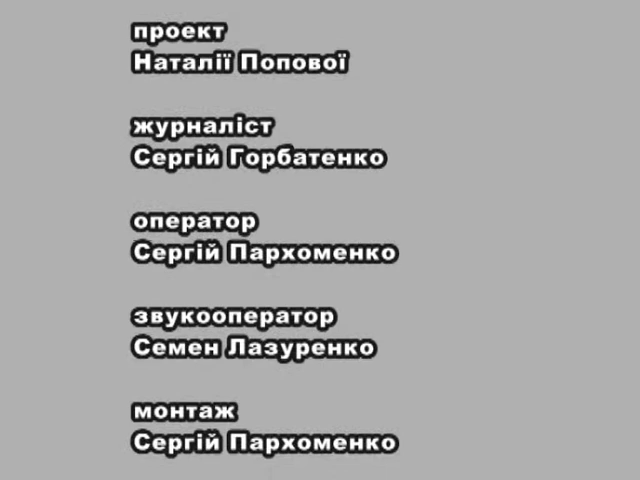 проект
Наталії Попової
журналіст
Сергій Горбатенко
оператор
Сергій Пархоменко
звукооператор
Семен Лазуренко
монтаж
Сергій Пархоменко